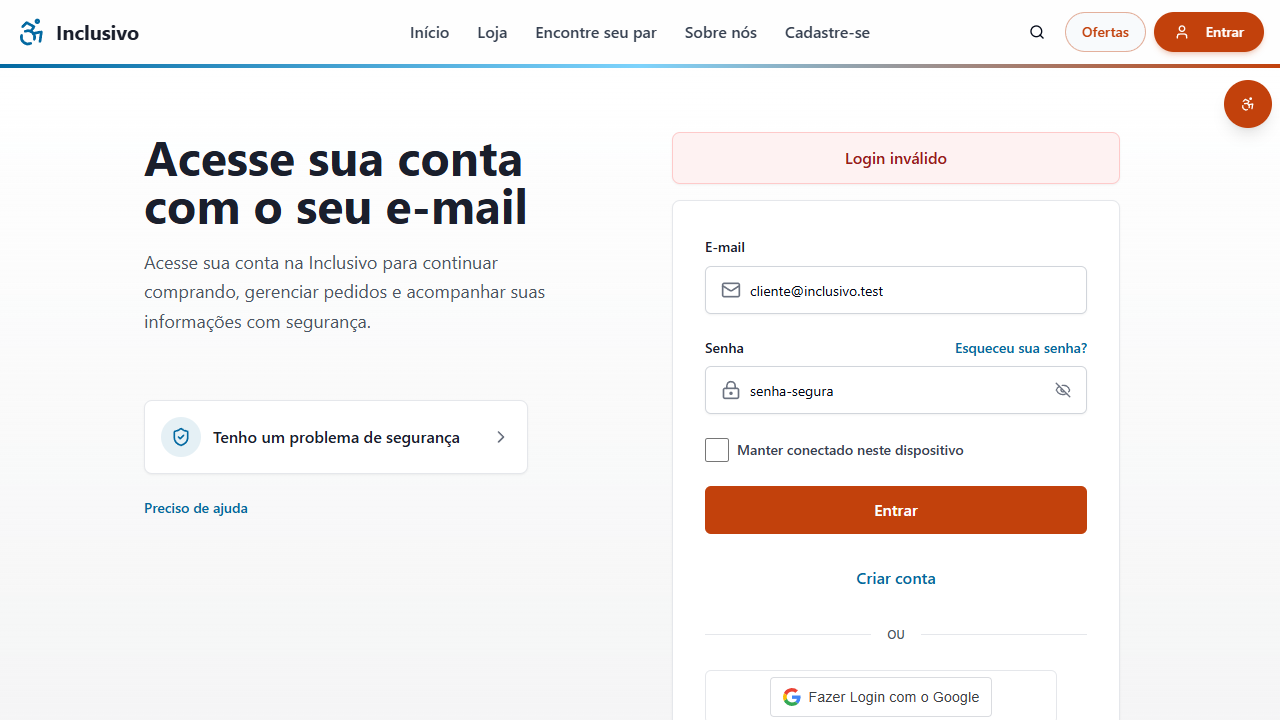 Inclusivo
Início
Loja
Encontre seu par
Sobre nós
Cadastre-se
Ofertas
Entrar
Acesse sua conta
com o seu e-mail
Acesse sua conta na Inclusivo para continuar
comprando, gerenciar pedidos e acompanhar suas
informações com segurança.
Tenho um problema de segurança
Preciso de ajuda
Login inválido
E-mail
cliente@inclusivo.test
Senha
Esqueceu sua senha?
senha-segura
Manter conectado neste dispositivo
Entrar
Criar conta
OU
Fazer Login com o Google